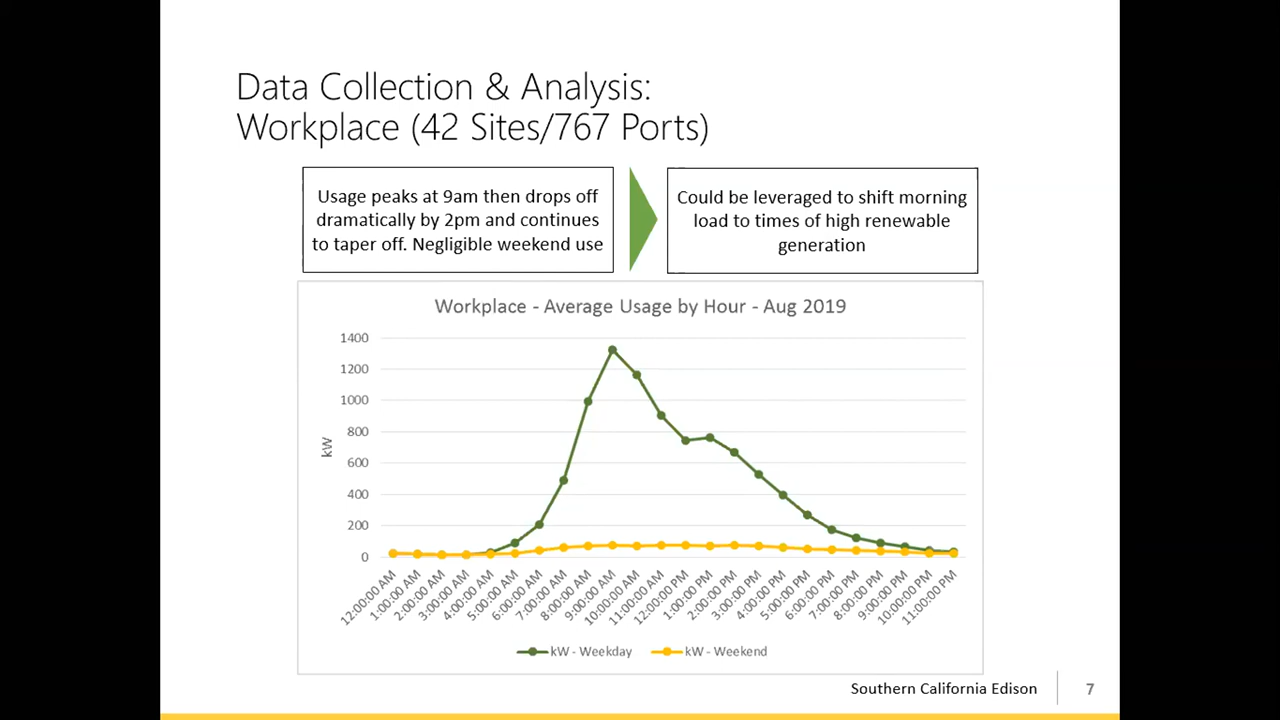 Data Collection & Analysis:
Workplace (42 Sites/767 Ports)
Usage peaks at 9am then drops off
dramatically by 2pm and continues
to taper off. Negligible weekend use
Could be leveraged to shift morning
load to times of high renewable
generation
Workplace - Average Usage by Hour - Aug 2019
kW
1400
1200
1000
800
600
400
200
0
12:00:00 AM
1:00:00 AM
2:00:00 AM
3:00:00 AM
4:00:00 AM
5:00:00 AM
6:00:00 AM
7:00:00 AM
8:00:00 AM
9:00:00 AM
10:00:00 AM
11:00:00 AM
12:00:00 PM
1:00:00 PM
2:00:00 PM
3:00:00 PM
4:00:00 PM
5:00:00 PM
6:00:00 PM
7:00:00 PM
8:00:00 PM
9:00:00 PM
10:00:00 PM
11:00:00 PM
kW - Weekday
kW - Weekend
Southern California Edison
7